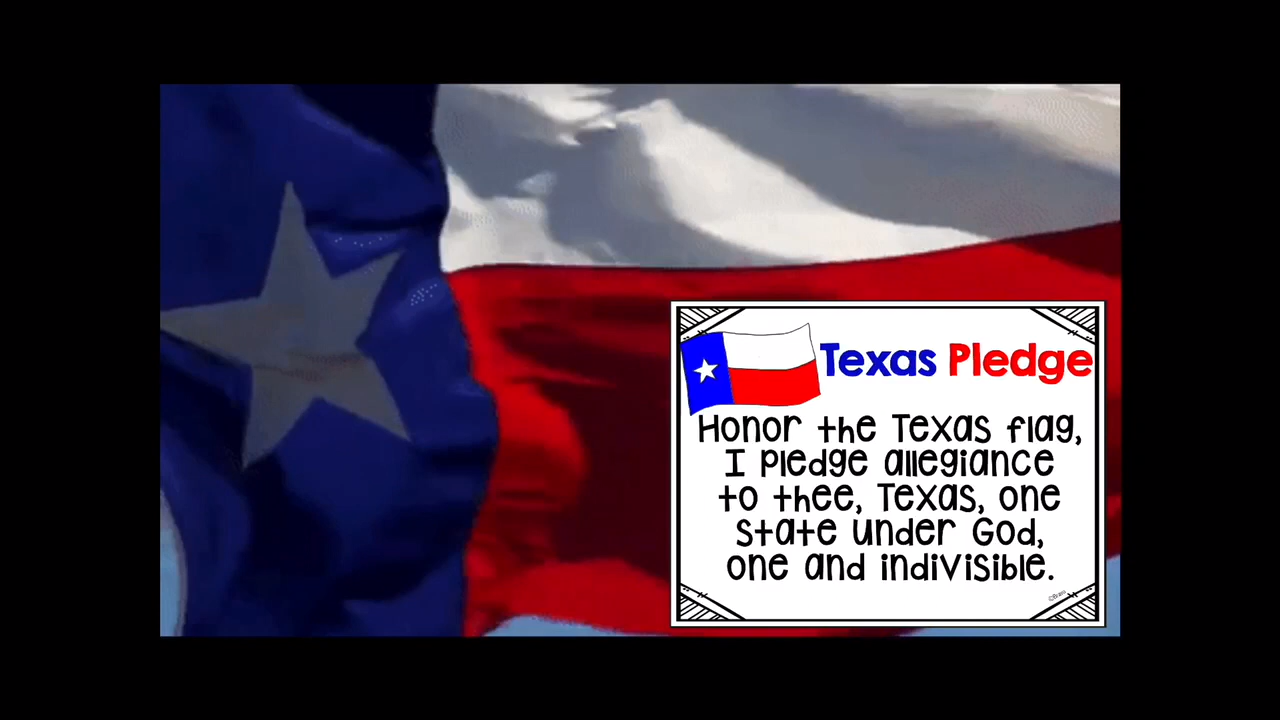 Texas Pledge
Honor the Texas flag,
I pledge allegiance
to thee, Texas, one
state under God,
one and indivisible.